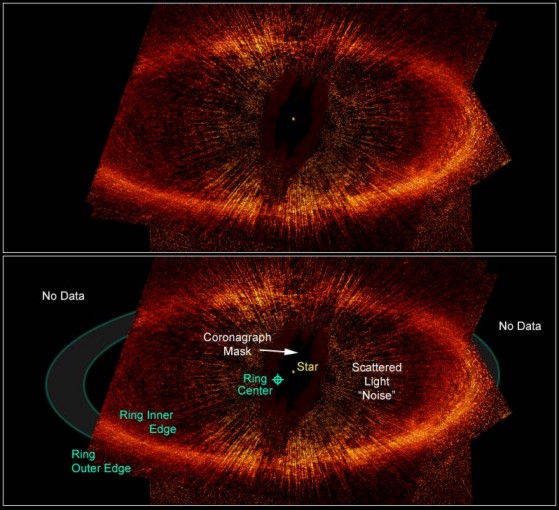 No Data
No Data
Coronagraph
Mask
Star
Ring
Center
Scattered
Light
"Noise"
Ring Inner
Edge
Ring
Outer Edge